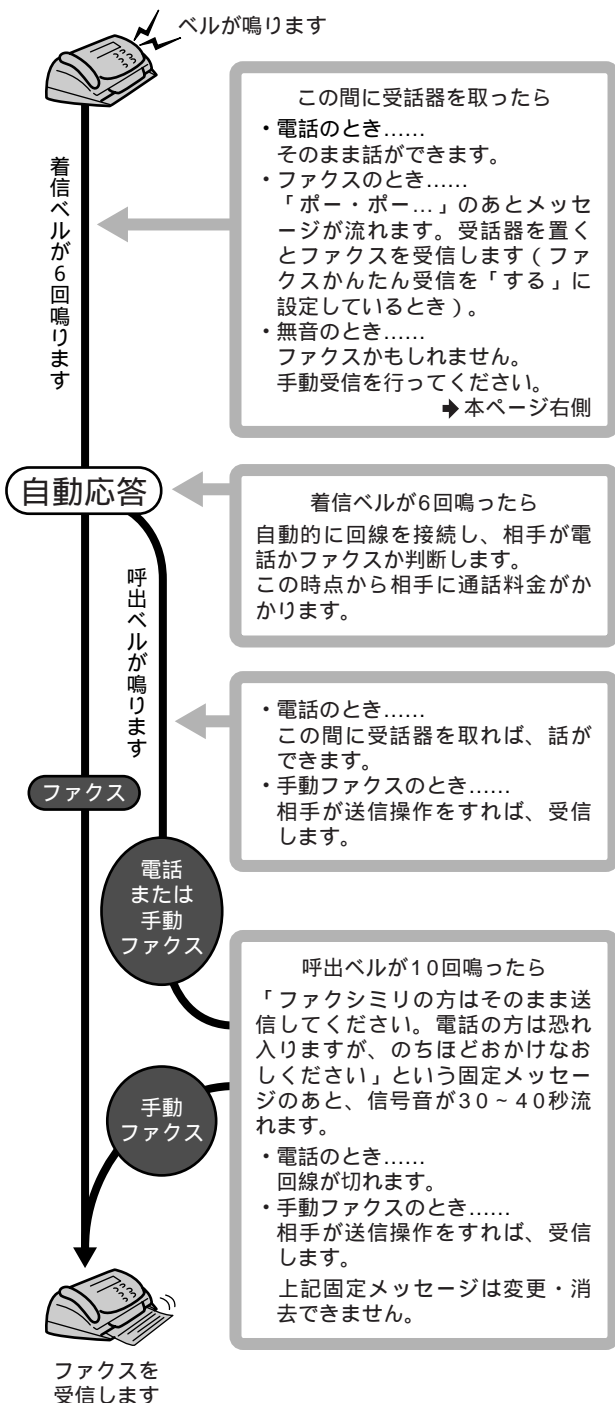 ベルが鳴ります
この間に受話器を取ったら
・電話のとき……
そのまま話ができます。
・ファクスのとき……
「ポー・ポー…」のあとメッセ
ージが流れます。受話器を置く
とファクスを受信します（ファ
クスかんたん受信を「する」に
設定しているとき）。
・無音のとき……
ファクスかもしれません。
手動受信を行ってください。
➡本ページ右側
着信ベルが6回鳴ります
自動応答
着信ベルが6回鳴ったら
自動的に回線を接続し、相手が電
話かファクスか判断します。
この時点から相手に通話料金がか
かります。
呼出ベルが鳴ります
・電話のとき……
この間に受話器を取れば、話が
できます。
・手動ファクスのとき……
相手が送信操作をすれば、受信
します。
ファクス
電話
または
手動
ファクス
呼出ベルが10回鳴ったら
「ファクシミリの方はそのまま送
信してください。電話の方は恐れ
入りますが、のちほどおかけなお
しください」という固定メッセー
ジのあと、信号音が30～40秒流
れます。
・電話のとき……
回線が切れます。
・手動ファクスのとき……
相手が送信操作をすれば、受信
します。
上記固定メッセージは変更・消
去できません。
手動
ファクス
ファクスを
受信します